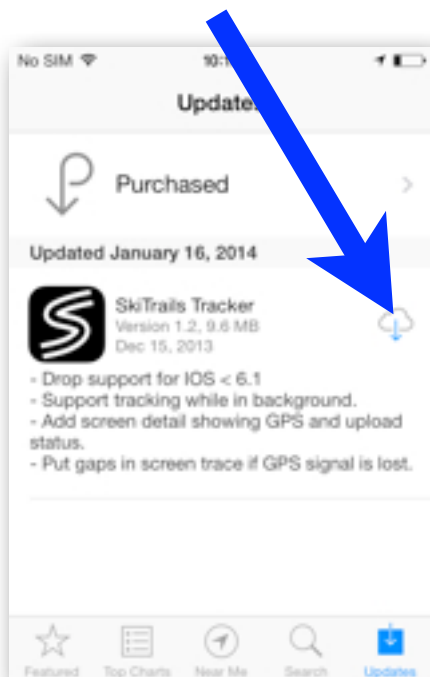 No SIM
Purchased
Updated January 16, 2014
SkiTrails Tracker
Version 1.2, 9.6 MB
Dec 15, 2013
- Drop support for IOS < 6.1
- Support tracking while in background.
- Add screen detail showing GPS and upload
status.
- Put gaps in screen trace if GPS signal is lost.
Featured Top Charts Near Me Search Updates